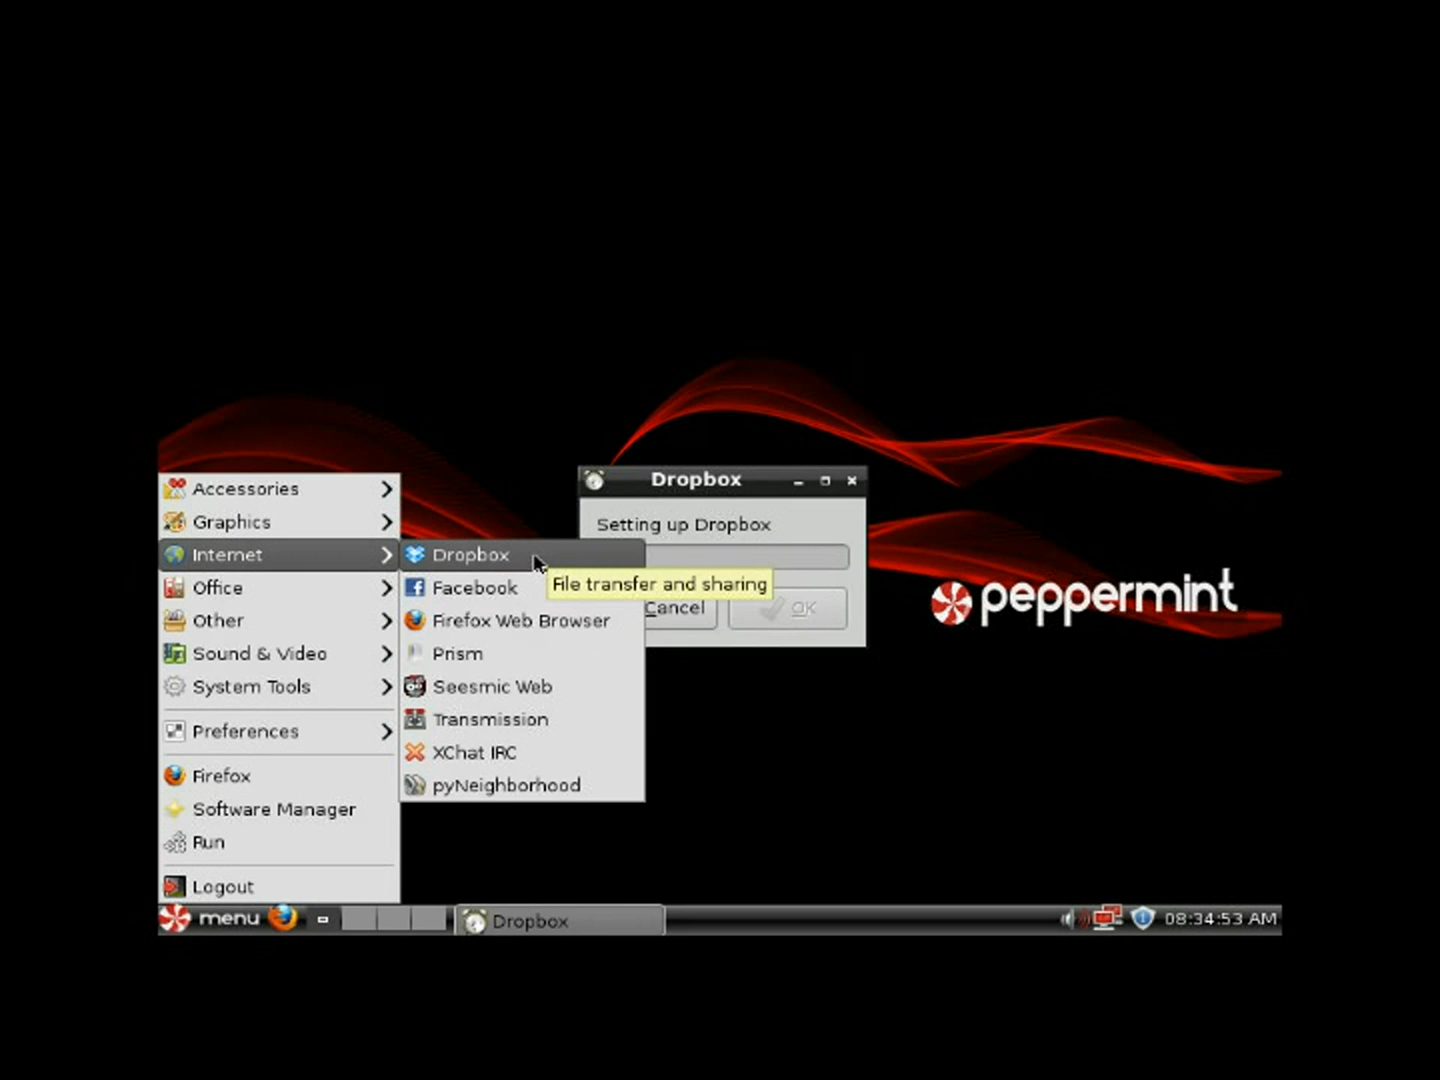 Dropbox
Setting up Dropbox
Cancel
OK
Accessories
Graphics
Internet
Office
Other
Sound & Video
System Tools
Preferences
Firefox
Software Manager
Run
Logout
Dropbox
File transfer and sharing
Facebook
Firefox Web Browser
Prism
Seesmic Web
Transmission
XChat IRC
pyNeighborhood
peppermint
menu
Dropbox
08:34:53 AM